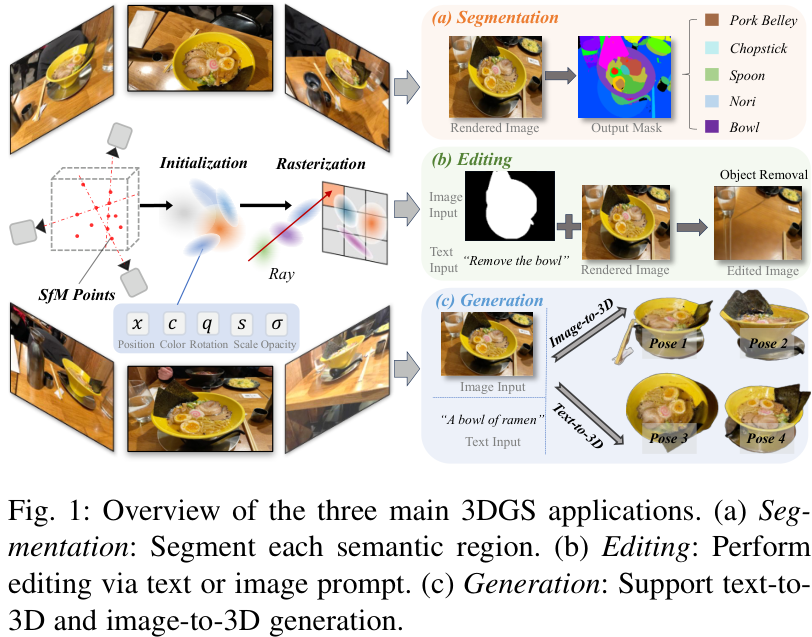 (a) Segmentation
Rendered Image
Output Mask
Pork Belley
Chopstick
Spoon
Nori
Bowl
Initialization
Rasterization
SfM Points
Ray
x c q s σ
Position Color Rotation Scale Opacity
(b) Editing
Image
Input
Text
Input
“Remove the bowl”
Rendered Image
Object Removal
Edited Image
(c) Generation
Image Input
“A bowl of ramen”
Text Input
Image-to-3D
Text-to-3D
Pose 1
Pose 2
Pose 3
Pose 4
Fig. 1: Overview of the three main 3DGS applications. (a) Seg-
mentation: Segment each semantic region. (b) Editing: Perform
editing via text or image prompt. (c) Generation: Support text-to-
3D and image-to-3D generation.